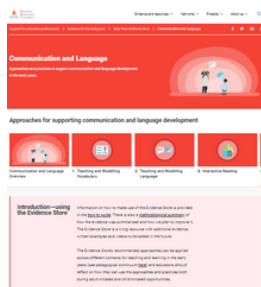 Evidence and resources
Networks
Projects
About us
Support for education professionals
Evidence for the early years
Early Years Evidence Store
Communication and Language
Communication and Language
Approaches and practices to support communication and language development
in the early years.
Approaches for supporting communication and language development
Communication and Language
Overview
1. Teaching and Modelling
Vocabulary
2. Teaching and Modelling
Language
3. Interactive Reading
Introduction—using
the Evidence Store
Information on how to make use of the Evidence Store is provided
in the how to guide. There is also a methodological summary of
how the evidence was summarised and how we plan to improve it.
The Evidence Store is a living resource with additional evidence,
written examples and videos to be added in the future.
The Evidence Store's recommended approaches can be applied
across different contexts for teaching and learning in the early
years (see pedagogical continuum here) and educators should
reflect on how they can use the approaches and practices both
during adult-initiated and child-initiated opportunities.